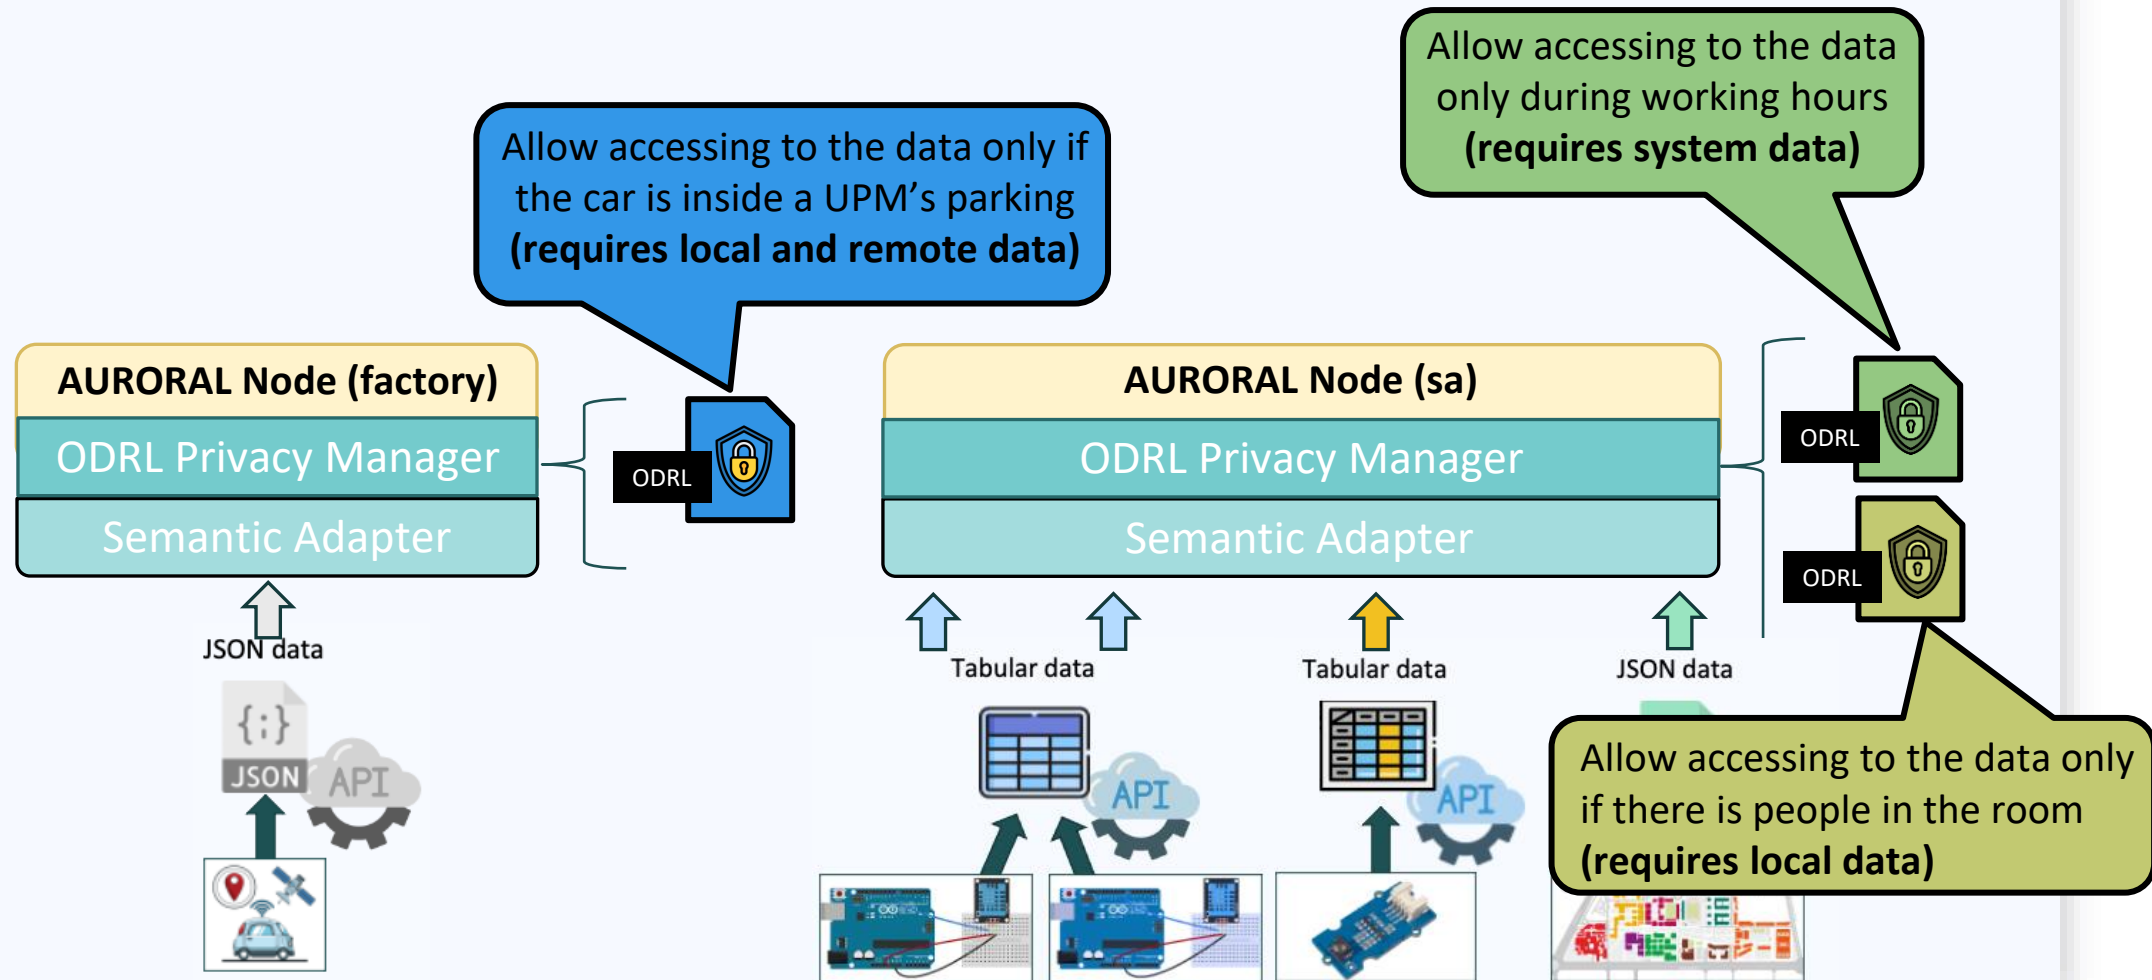 Allow accessing to the data
only during working hours
(requires system data)
Allow accessing to the data only if
the car is inside a UPM’s parking
(requires local and remote data)
AURORAL Node (factory)
ODRL Privacy Manager
Semantic Adapter
ODRL
AURORAL Node (sa)
ODRL Privacy Manager
Semantic Adapter
ODRL
ODRL
JSON data
Tabular data
Tabular data
JSON data
{;}
JSON
API
API
API
Allow accessing to the data only
if there is people in the room
(requires local data)